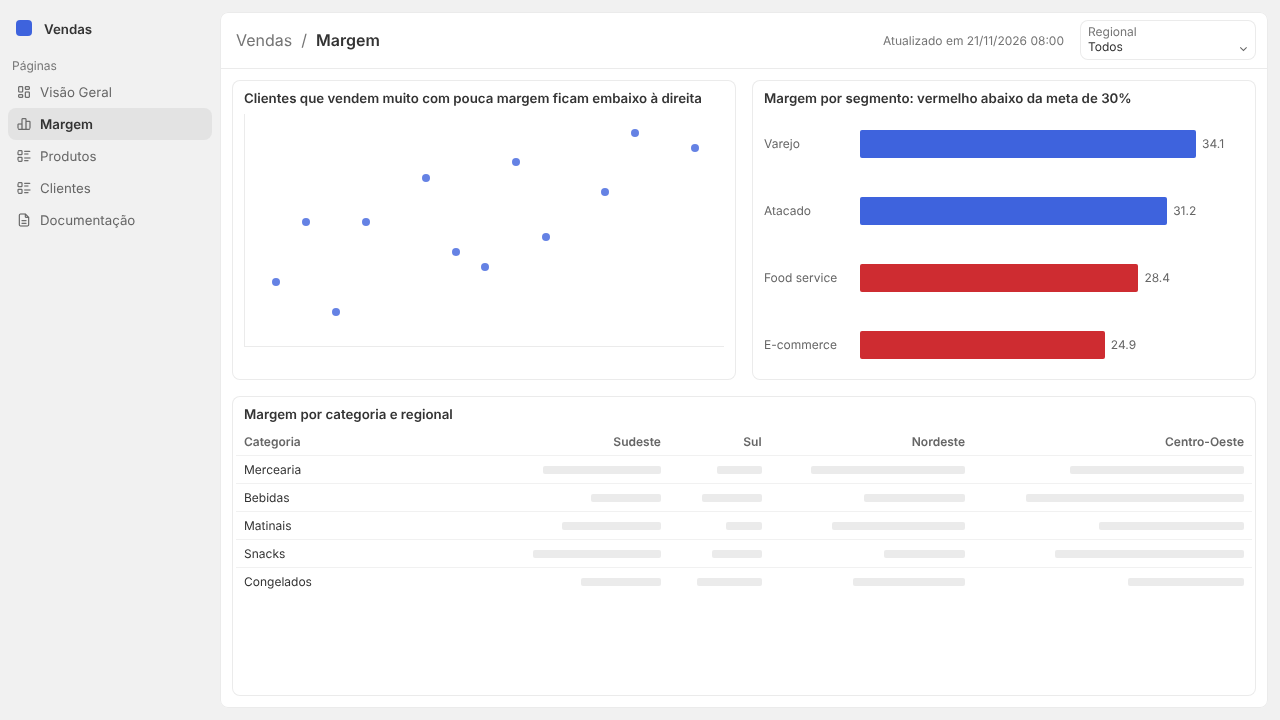 Vendas
Páginas
Visão Geral
Margem
Produtos
Clientes
Documentação
Vendas / Margem
Atualizado em 21/11/2026 08:00
Regional
Todos
Clientes que vendem muito com pouca margem ficam embaixo à direita
Margem por segmento: vermelho abaixo da meta de 30%
Varejo 34.1
Atacado 31.2
Food service 28.4
E-commerce 24.9
Margem por categoria e regional
Categoria Sudeste Sul Nordeste Centro-Oeste
Mercearia
Bebidas
Matinais
Snacks
Congelados